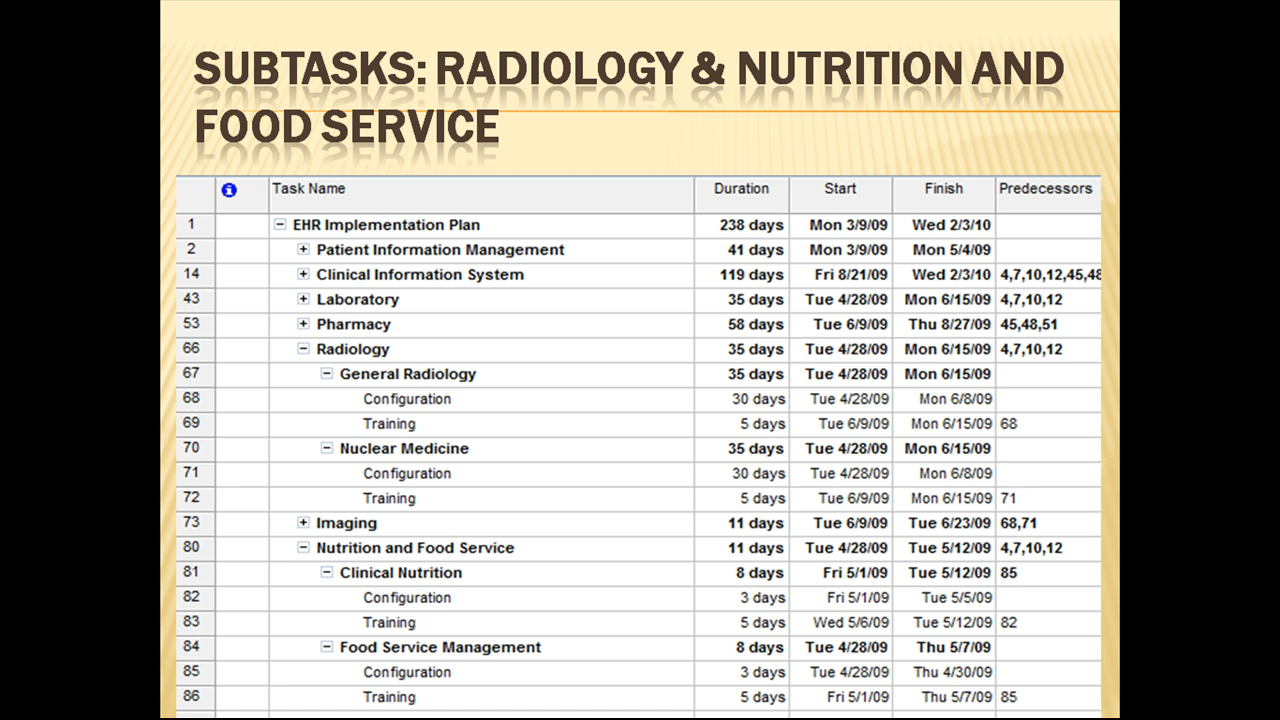 SUBTASKS: RADIOLOGY & NUTRITION AND
FOOD SERVICE
Task Name Duration Start Finish Predecessors
1 EHR Implementation Plan 238 days Mon 3/9/09 Wed 2/3/10
2 Patient Information Management 41 days Mon 3/9/09 Mon 5/4/09
14 Clinical Information System 119 days Fri 8/21/09 Wed 2/3/10 4,7,10,12,45,48
43 Laboratory 35 days Tue 4/28/09 Mon 6/15/09 4,7,10,12
53 Pharmacy 58 days Tue 6/9/09 Thu 8/27/09 45,48,51
66 Radiology 35 days Tue 4/28/09 Mon 6/15/09 4,7,10,12
67 General Radiology 35 days Tue 4/28/09 Mon 6/15/09
68 Configuration 30 days Tue 4/28/09 Mon 6/8/09
69 Training 5 days Tue 6/9/09 Mon 6/15/09 68
70 Nuclear Medicine 35 days Tue 4/28/09 Mon 6/15/09
71 Configuration 30 days Tue 4/28/09 Mon 6/8/09
72 Training 5 days Tue 6/9/09 Mon 6/15/09 71
73 Imaging 11 days Tue 6/9/09 Tue 6/23/09 68,71
80 Nutrition and Food Service 11 days Tue 4/28/09 Tue 5/12/09 4,7,10,12
81 Clinical Nutrition 8 days Fri 5/1/09 Tue 5/12/09 85
82 Configuration 3 days Fri 5/1/09 Tue 5/5/09
83 Training 5 days Wed 5/6/09 Tue 5/12/09 82
84 Food Service Management 8 days Tue 4/28/09 Thu 5/7/09
85 Configuration 3 days Tue 4/28/09 Thu 4/30/09
86 Training 5 days Fri 5/1/09 Thu 5/7/09 85